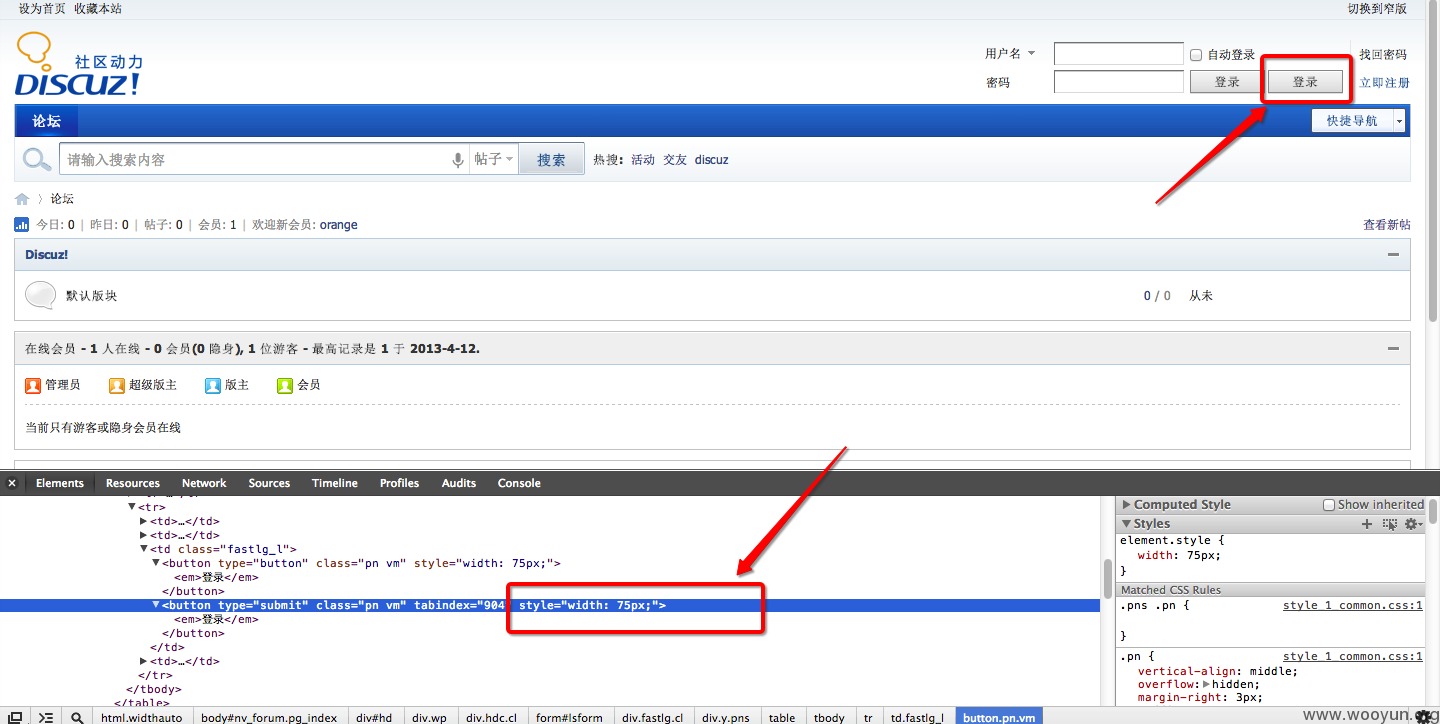 设为首页 收藏本站 切换到窄版
社区动力
DISCUZ!
用户名 自动登录 找回密码
密码 登录 登录 立即注册
论坛 快捷导航
请输入搜索内容 帖子 搜索 热搜: 活动 交友 discuz
论坛
今日: 0 | 昨日: 0 | 帖子: 0 | 会员: 1 | 欢迎新会员: orange 查看新帖
Discuz!
默认版块 0 / 0 从未
在线会员 - 1 人在线 - 0 会员(0 隐身), 1 位游客 - 最高记录是 1 于 2013-4-12.
管理员 超级版主 版主 会员
当前只有游客或隐身会员在线
Elements Resources Network Sources Timeline Profiles Audits Console
<tr>
<td>…</td>
<td>…</td>
<td class="fastlg_l">
<button type="button" class="pn vm" style="width: 75px;">
<em>登录</em>
</button>
<button type="submit" class="pn vm" tabindex="904" style="width: 75px;">
<em>登录</em>
</button>
</td>
<td>…</td>
</tr>
</tbody>
</table>
Computed Style Show inherited
Styles
element.style {
width: 75px;
}
Matched CSS Rules
.pns .pn { style_1_common.css:1
}
.pn { style_1_common.css:1
vertical-align: middle;
overflow: hidden;
margin-right: 3px;
html.widthauto body#nv_forum.pg_index div#hd div.wp div.hdc.cl form#lsform div.fastlg.cl div.y.pns table tbody tr td.fastlg_l button.pn.vm
www.wooyun.org